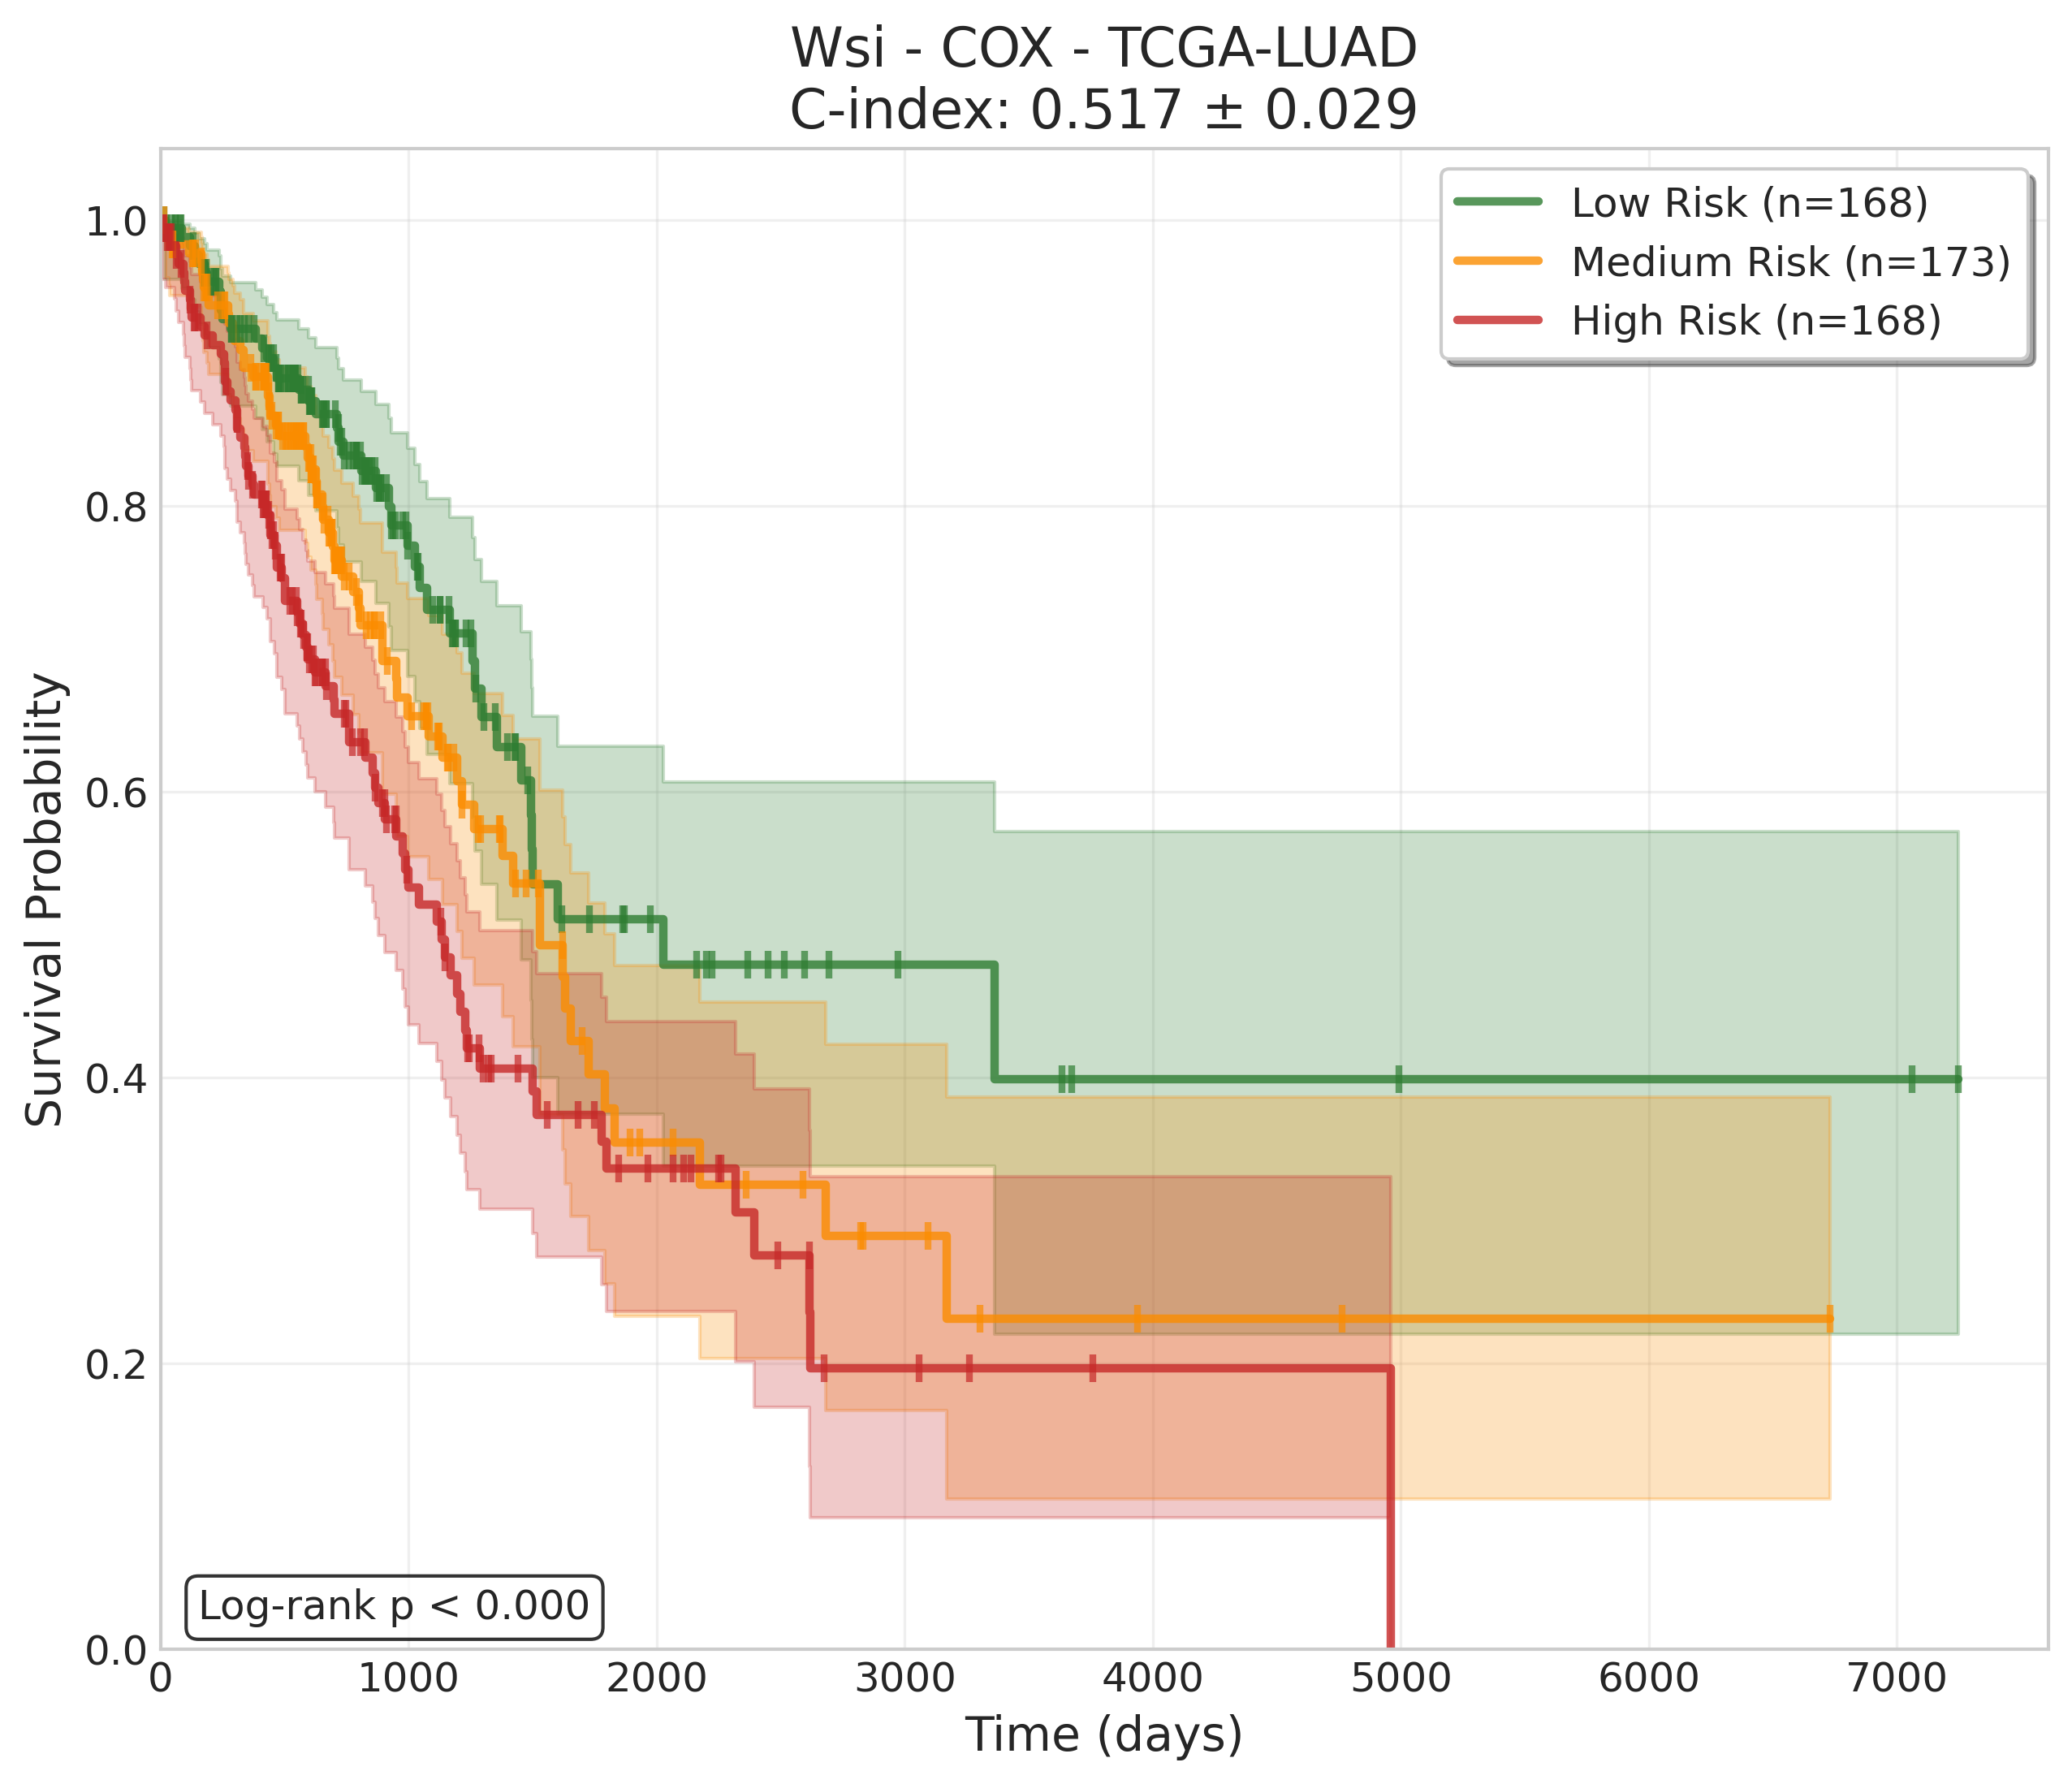 Wsi - COX - TCGA-LUAD
C-index: 0.517 ± 0.029
Low Risk (n=168)
Medium Risk (n=173)
High Risk (n=168)
Survival Probability
1.0
0.8
0.6
0.4
0.2
0.0
Log-rank p < 0.000
0 1000 2000 3000 4000 5000 6000 7000
Time (days)